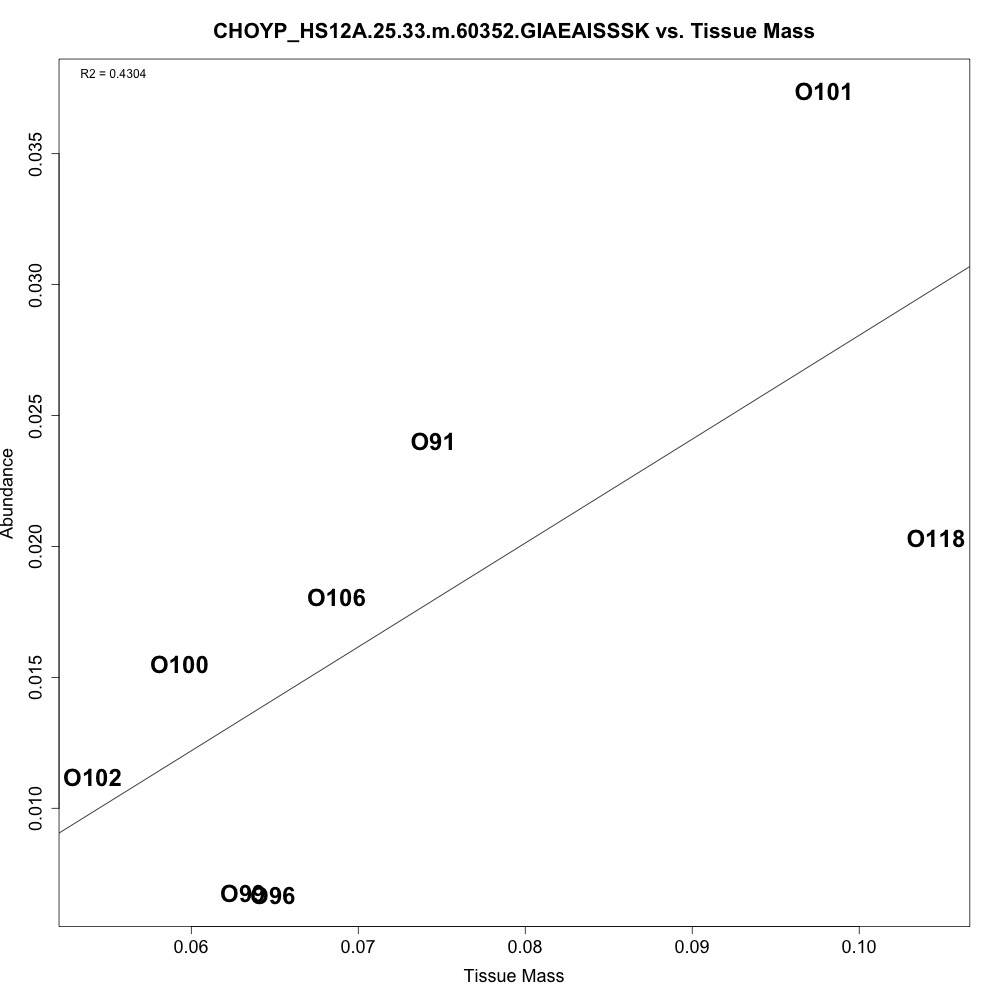 CHOYP_HS12A.25.33.m.60352.GIAEAISSSK vs. Tissue Mass
R2 = 0.4304
O101
0.035
0.030
0.025
O91
Abundance
0.020
O118
O106
O100
0.015
O102
0.010
O99
O96
0.06 0.07 0.08 0.09 0.10
Tissue Mass